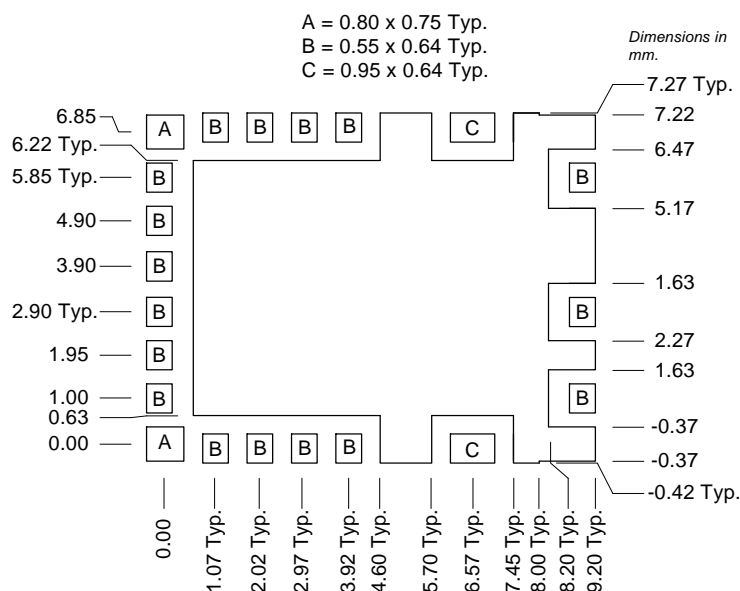 A = 0.80 x 0.75 Typ.
B = 0.55 x 0.64 Typ.
C = 0.95 x 0.64 Typ.
Dimensions in
mm.
7.27 Typ.
6.85
7.22
A
B
B
B
B
C
6.22 Typ.
6.47
5.85 Typ.
B
B
4.90
B
5.17
3.90
B
1.63
2.90 Typ.
B
B
2.27
1.95
B
1.63
1.00
B
B
0.63
-0.37
0.00
A
B
B
B
B
C
-0.37
-0.42 Typ.
0.00
1.07 Typ.
2.02 Typ.
2.97 Typ.
3.92 Typ.
4.60 Typ.
5.70 Typ.
6.57 Typ.
7.45 Typ.
8.00 Typ.
8.20 Typ.
9.20 Typ.